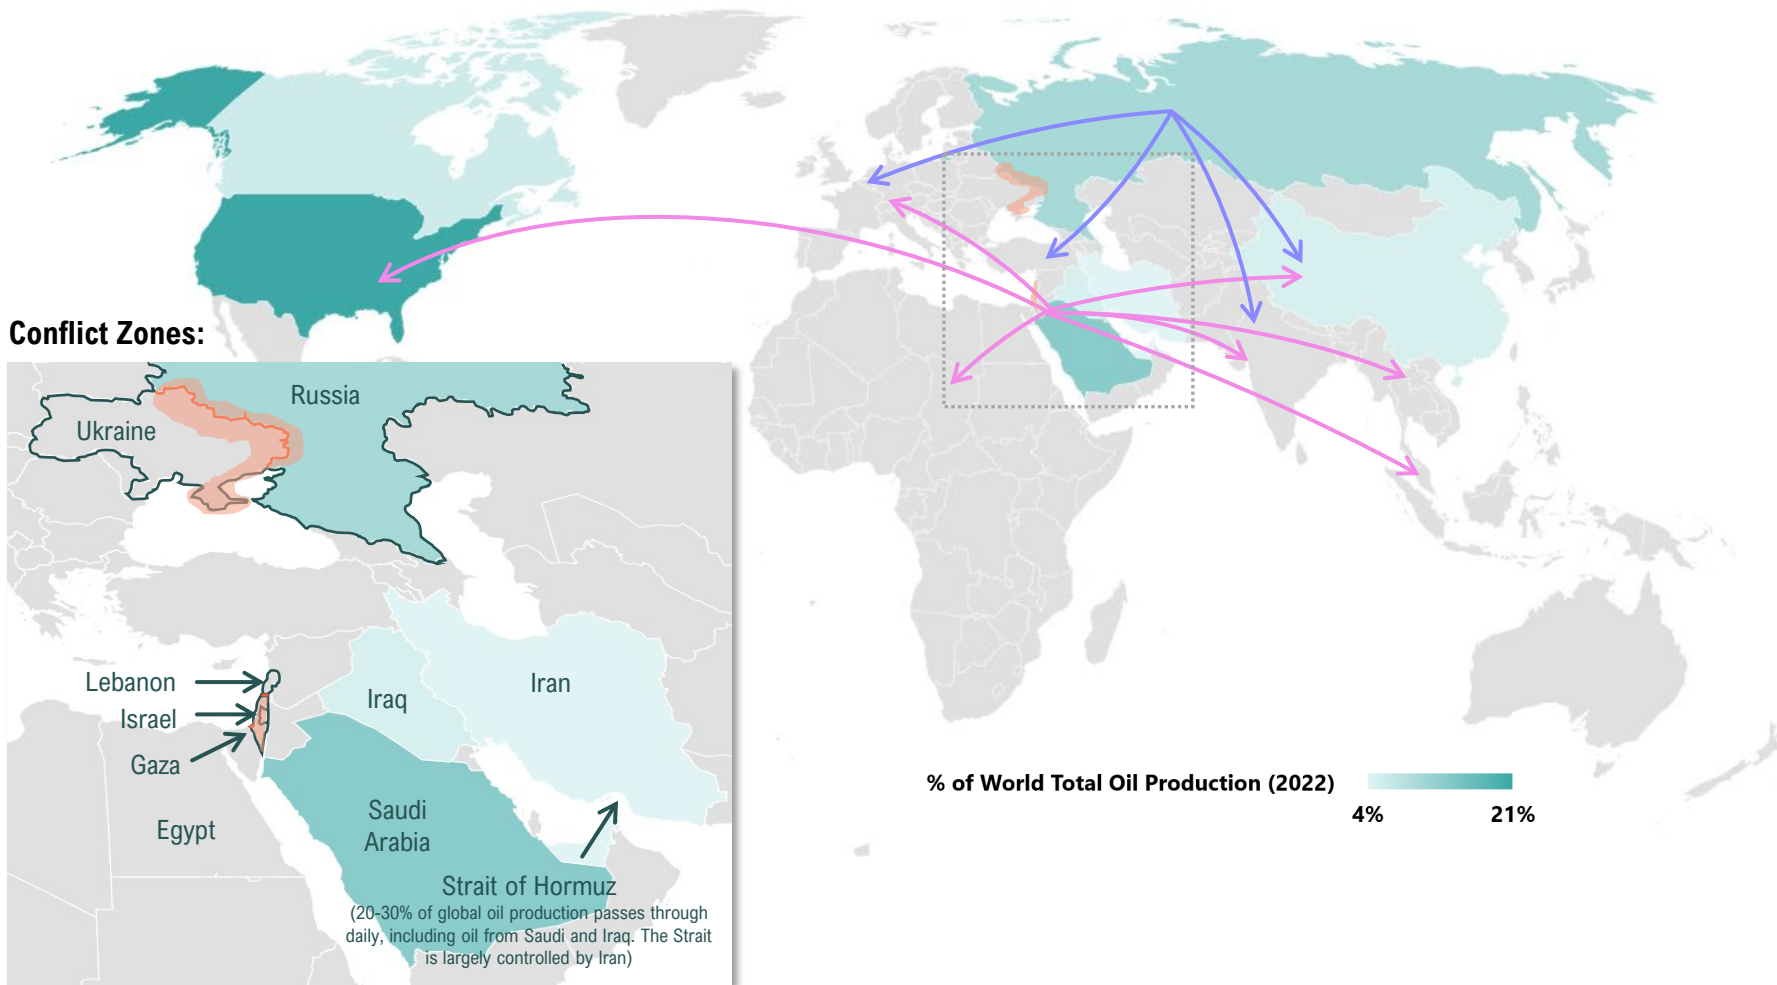 Conflict Zones:
Russia
Ukraine
Lebanon
Israel
Gaza
Iraq
Iran
Egypt
Saudi
Arabia
Strait of Hormuz
(20-30% of global oil production passes through
daily, including oil from Saudi and Iraq. The Strait
is largely controlled by Iran)
% of World Total Oil Production (2022)
4%
21%